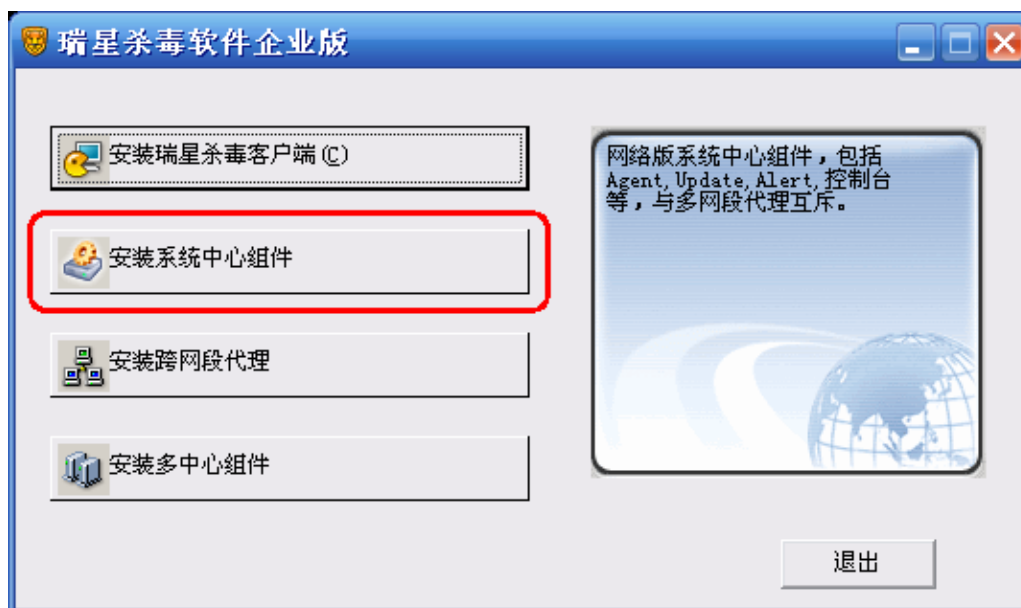 瑞星杀毒软件企业版
安装瑞星杀毒客户端(C)
安装系统中心组件
安装跨网段代理
安装多中心组件
网络版系统中心组件，包括
Agent,Update,Alert,控制台
等，与多网段代理互斥。
退出